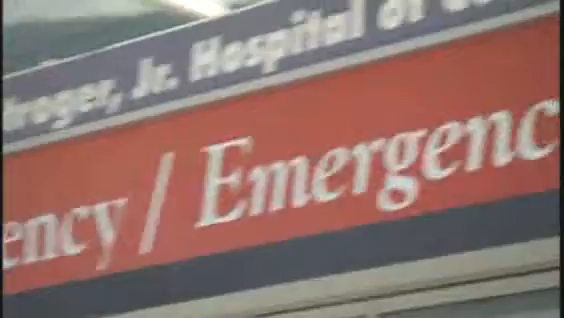 Kroger, Jr. Hospital of
ency / Emergenc